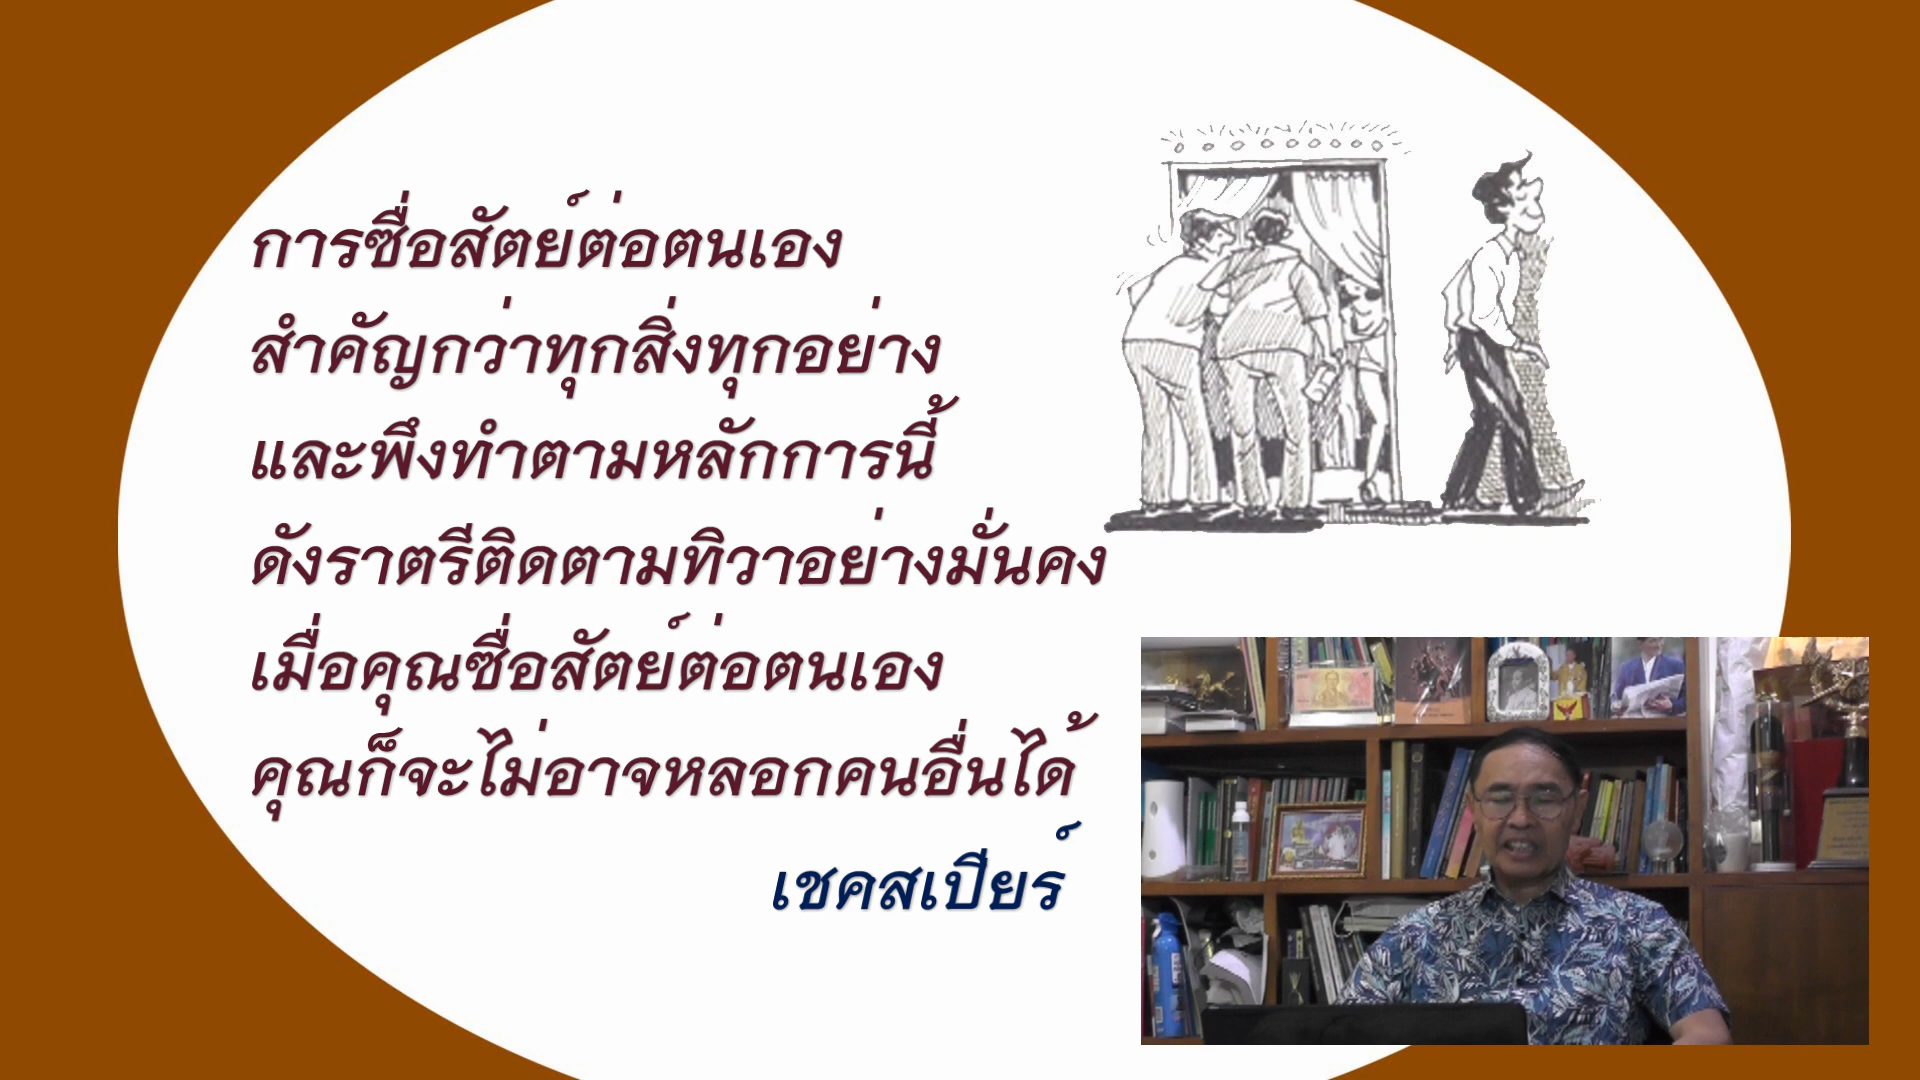 การซื่อสัตย์ต่อตนเอง
สำคัญกว่าทุกสิ่งทุกอย่าง
และพึงทำตามหลักการนี้
ดังราตรีติดตามทิวาอย่างมั่นคง
เมื่อคุณซื่อสัตย์ต่อตนเอง
คุณก็จะไม่อาจหลอกคนอื่นได้
เชคสเปียร์